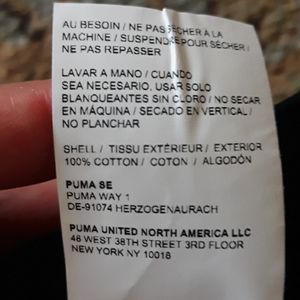 AU BESOIN / NE PAS SÉCHER À LA
MACHINE / SUSPENDRE POUR SÉCHER /
NE PAS REPASSER
LAVAR A MANO / CUANDO
SEA NECESARIO, USAR SOLO
BLANQUEANTES SIN CLORO / NO SECAR
EN MÁQUINA / SECADO EN VERTICAL /
NO PLANCHAR
SHELL / TISSU EXTÉRIEUR / EXTERIOR
100% COTTON / COTON / ALGODÓN
PUMA SE
PUMA WAY 1
DE-91074 HERZOGENAURACH
PUMA UNITED NORTH AMERICA LLC
46 WEST 38TH STREET 3RD FLOOR
NEW YORK NY 10018